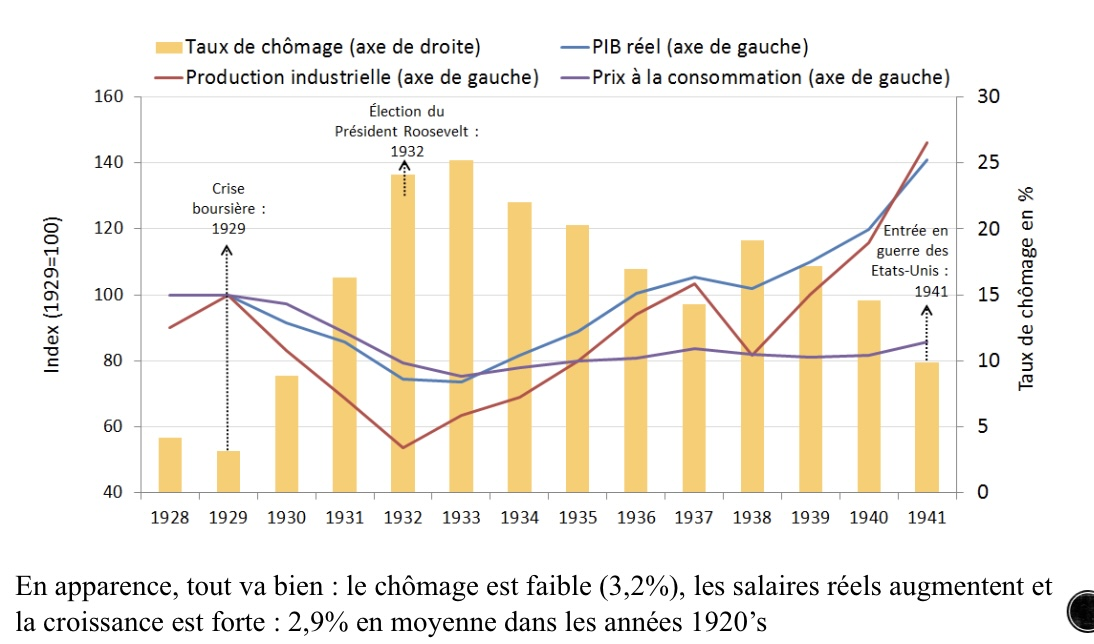 Taux de chômage (axe de droite)
PIB réel (axe de gauche)
Production industrielle (axe de gauche)
Prix à la consommation (axe de gauche)
160
140
120
100
80
60
40
Index (1929=100)
30
25
20
15
10
5
0
Taux de chômage en %
Crise
boursière :
1929
Élection du
Président Roosevelt :
1932
Entrée en
guerre des
Etats-Unis :
1941
1928 1929 1930 1931 1932 1933 1934 1935 1936 1937 1938 1939 1940 1941
En apparence, tout va bien : le chômage est faible (3,2%), les salaires réels augmentent et
la croissance est forte : 2,9% en moyenne dans les années 1920’s